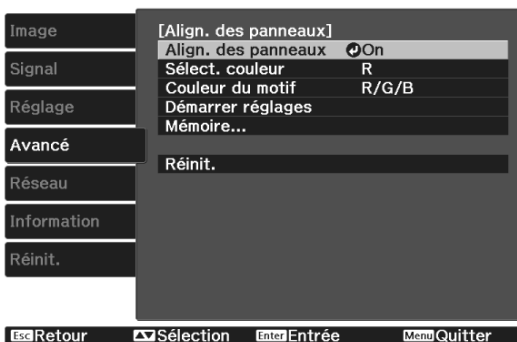 Image
Signal
Réglage
Avancé
Réseau
Information
Réinit.
[Align. des panneaux]
Align. des panneaux On
Sélect. couleur R
Couleur du motif R/G/B
Démarrer réglages
Mémoire...
Réinit.
Esc Retour Sélection Enter Entrée Menu Quitter